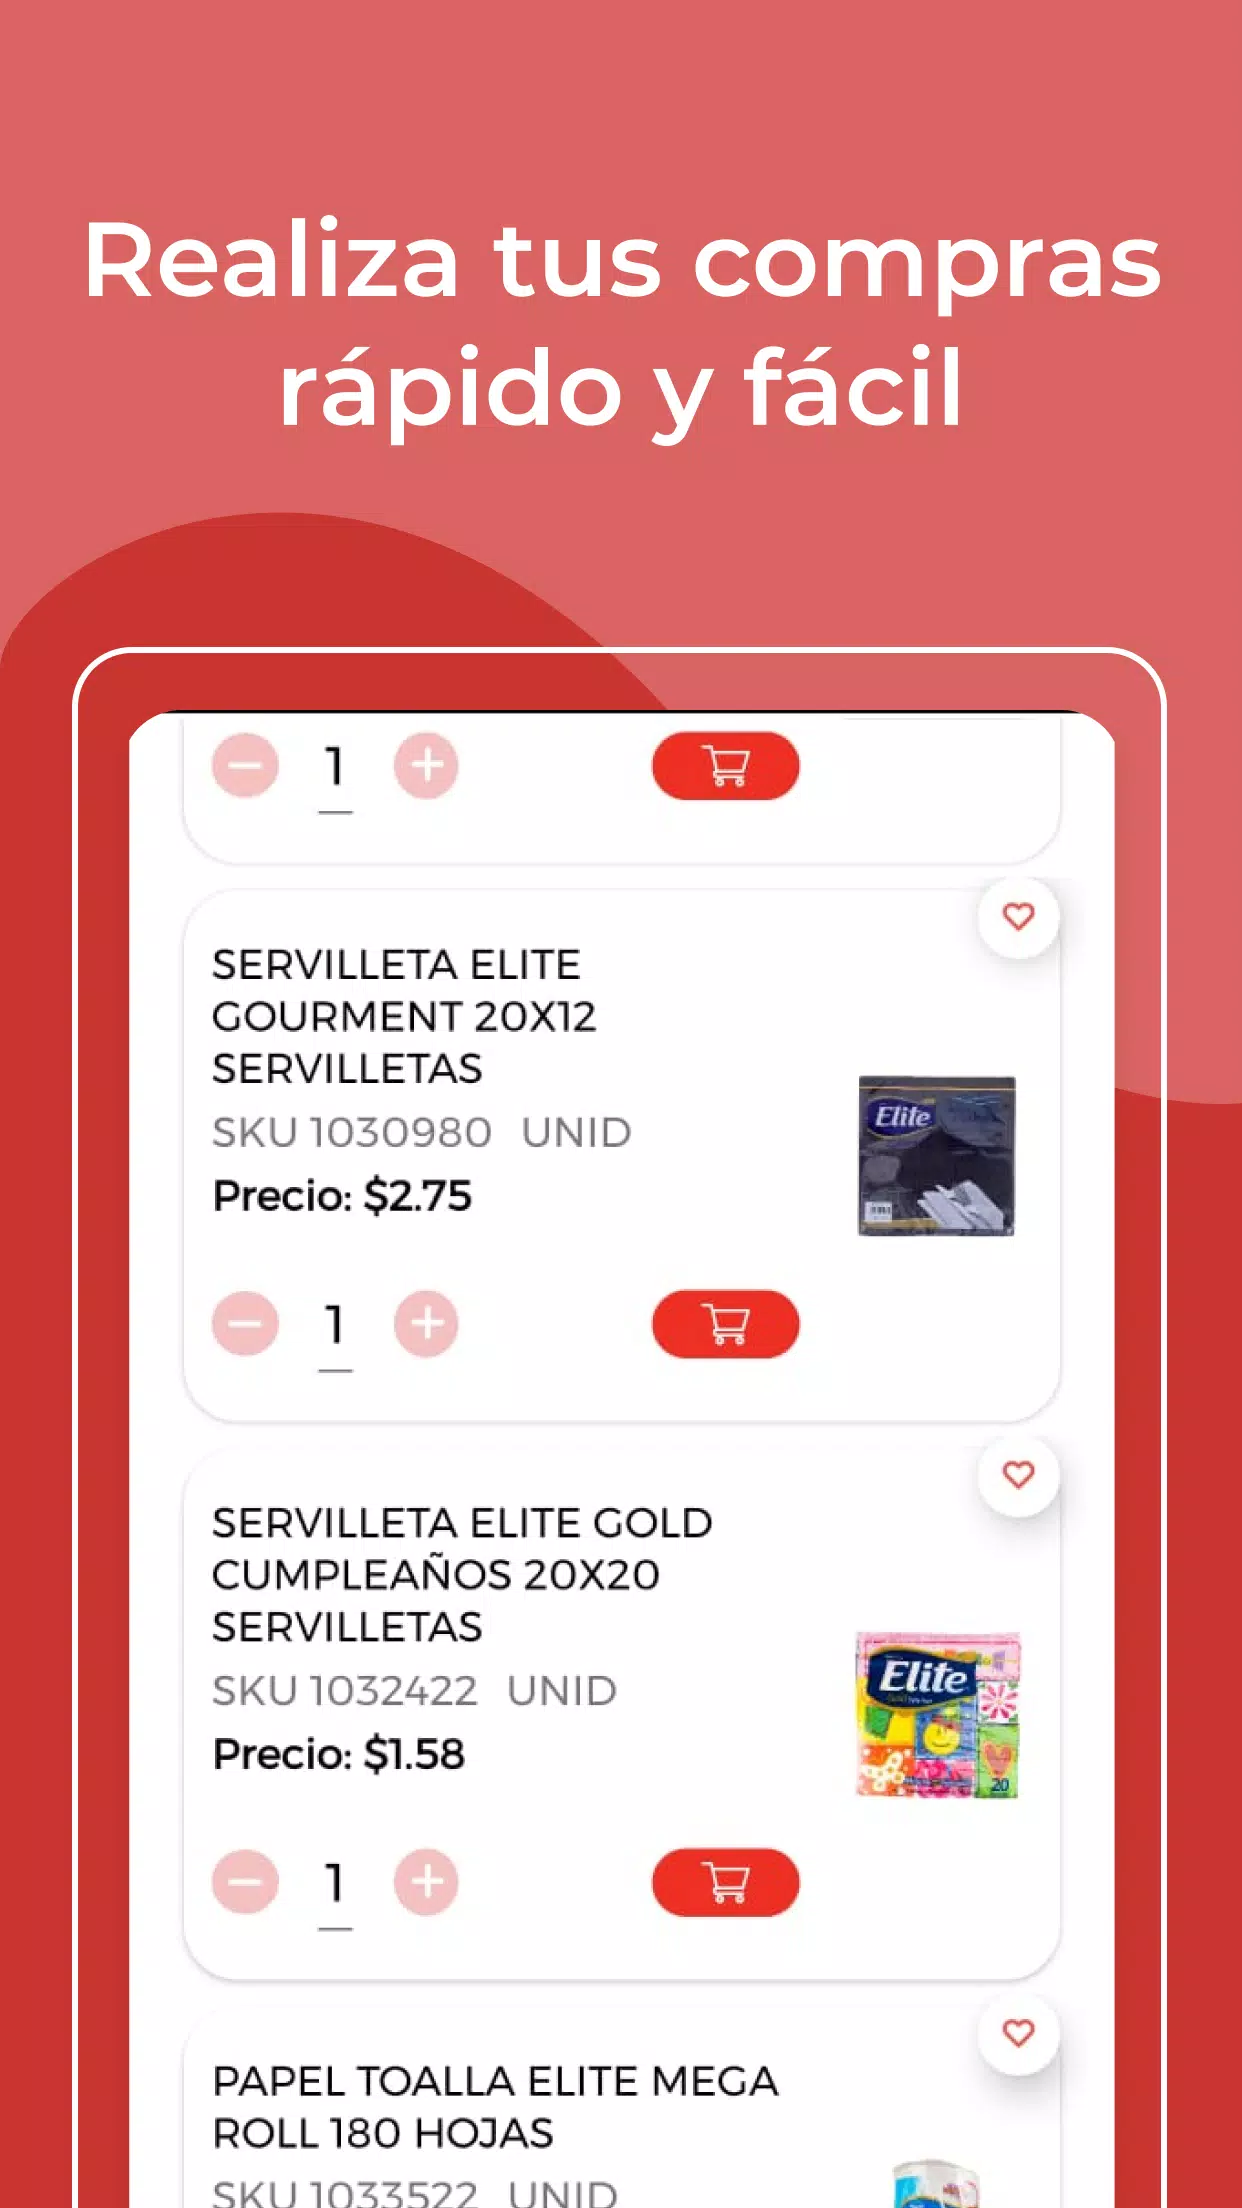 Realiza tus compras
rápido y fácil
1
SERVILLETA ELITE
GOURMENT 20X12
SERVILLETAS
SKU 1030980 UNID
Precio: $2.75
Elite
1
SERVILLETA ELITE GOLD
CUMPLEAÑOS 20X20
SERVILLETAS
SKU 1032422 UNID
Precio: $1.58
Elite
20
1
PAPEL TOALLA ELITE MEGA
ROLL 180 HOJAS
SKU 1033522 UNID